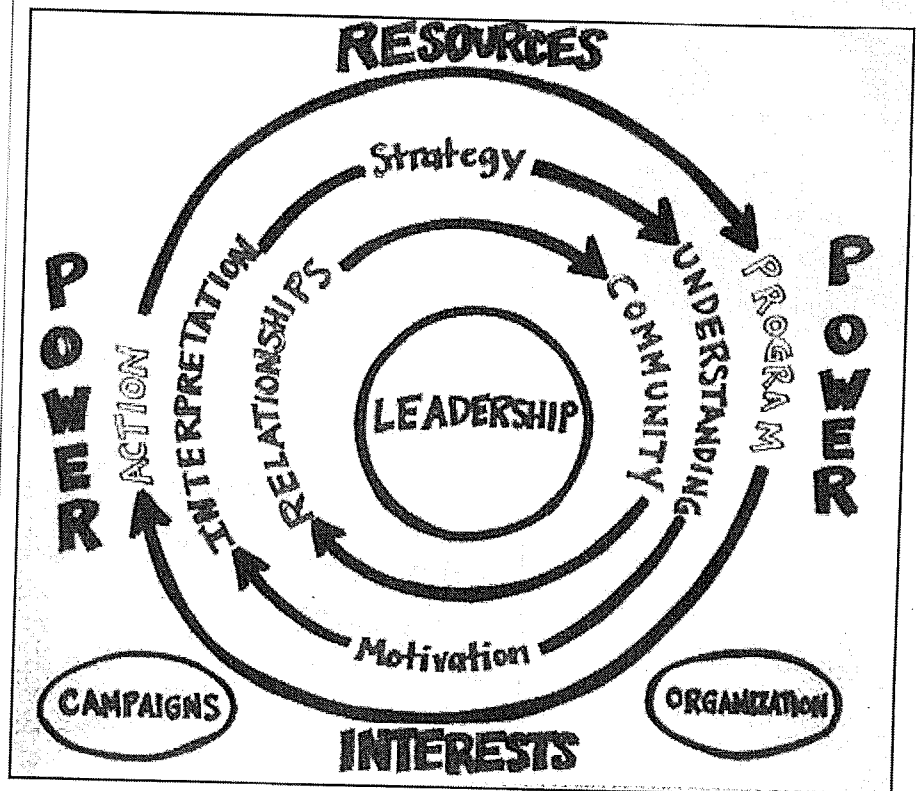 RESOURCES
Strategy
POWER
ACTION
INTERPRETATION
RELATIONSHIPS
LEADERSHIP
COMMUNITY
UNDERSTANDING
PROGRAM
POWER
Motivation
CAMPAIGNS
ORGANIZATION
INTERESTS